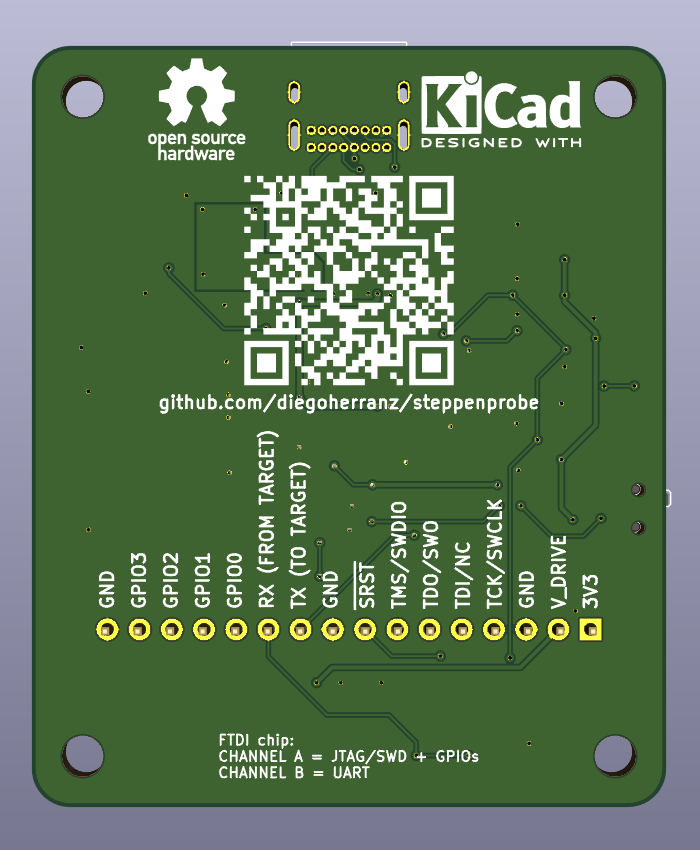 open source
hardware
KiCad
DESIGNED WITH
github.com/diegoherranz/steppenprobe
GND
GPIO3
GPIO2
GPIO1
GPIO0
RX (FROM TARGET)
TX (TO TARGET)
GND
SRST
TMS/SWDIO
TDO/SWO
TDI/NC
TCK/SWCLK
GND
V_DRIVE
3V3
FTDI chip:
CHANNEL A = JTAG/SWD + GPIOs
CHANNEL B = UART